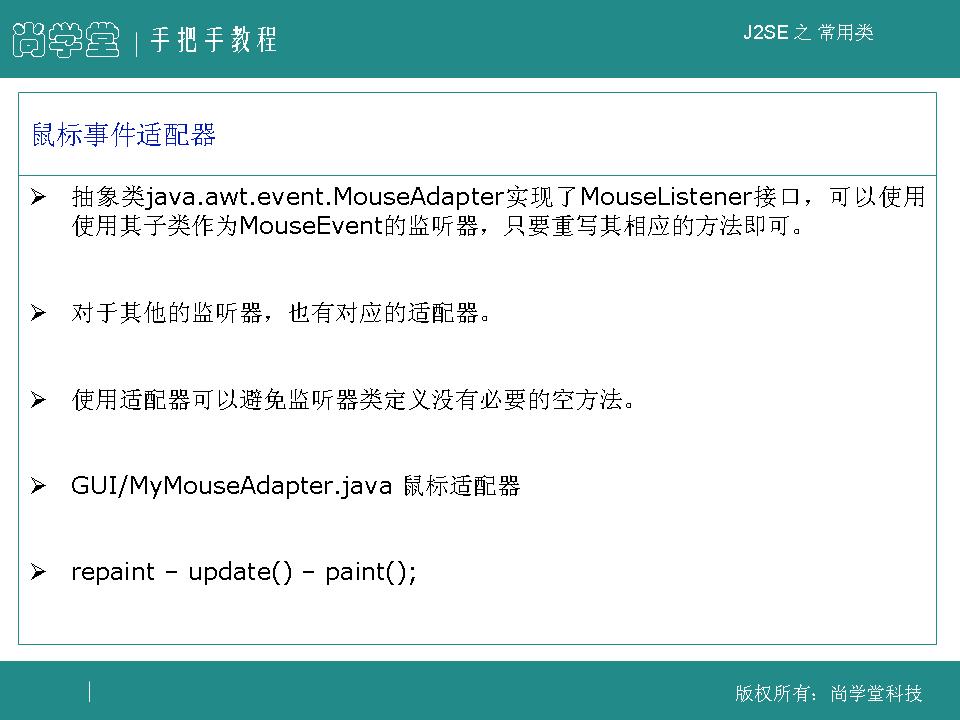 尚学堂 | 手把手教程
J2SE 之 常用类
鼠标事件适配器
➢ 抽象类java.awt.event.MouseAdapter实现了MouseListener接口，可以使用
使用其子类作为MouseEvent的监听器，只要重写其相应的方法即可。
➢ 对于其他的监听器，也有对应的适配器。
➢ 使用适配器可以避免监听器类定义没有必要的空方法。
➢ GUI/MyMouseAdapter.java 鼠标适配器
➢ repaint – update() – paint();
版权所有：尚学堂科技